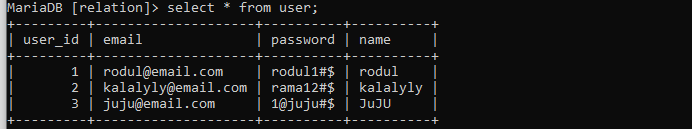 MariaDB [relation]> select * from user;
+---------+--------------------+----------+----------+
| user_id | email              | password | name     |
+---------+--------------------+----------+----------+
|       1 | rodul@email.com    | rodul1#$ | rodul    |
|       2 | kalalyly@email.com | rama12#$ | kalalyly |
|       3 | juju@email.com     | 1@juju#$ | JuJU     |
+---------+--------------------+----------+----------+